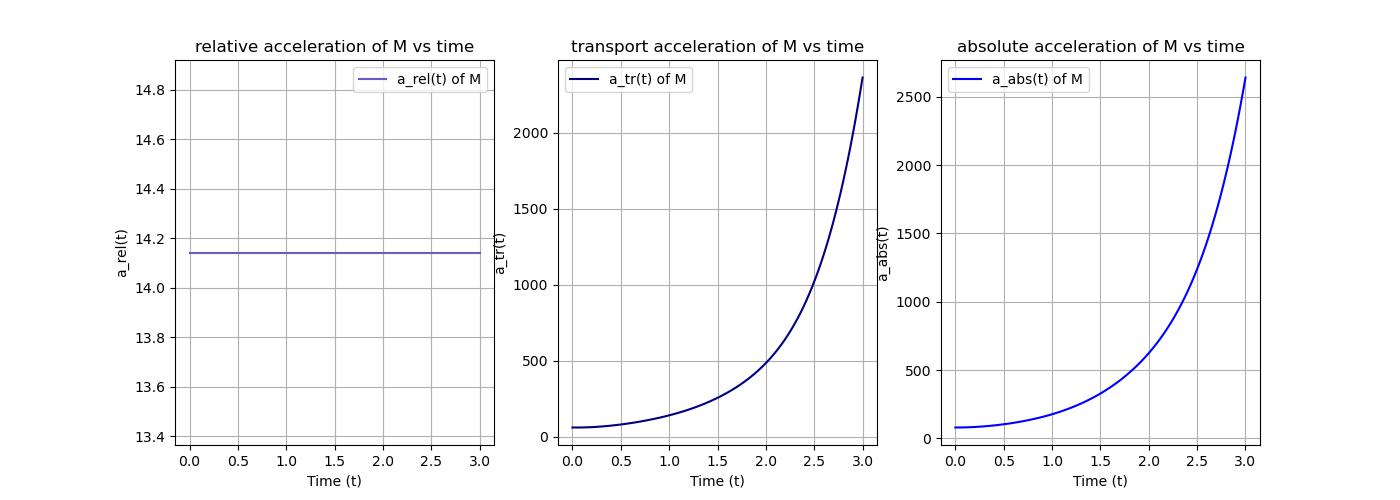 relative acceleration of M vs time
a_rel(t) of M
14.8
14.6
14.4
14.2
14.0
13.8
13.6
13.4
a_rel(t)
0.0 0.5 1.0 1.5 2.0 2.5 3.0
Time (t)
transport acceleration of M vs time
a_tr(t) of M
2000
1500
1000
500
0
a_tr(t)
0.0 0.5 1.0 1.5 2.0 2.5 3.0
Time (t)
absolute acceleration of M vs time
a_abs(t) of M
2500
2000
1500
1000
500
0
a_abs(t)
0.0 0.5 1.0 1.5 2.0 2.5 3.0
Time (t)